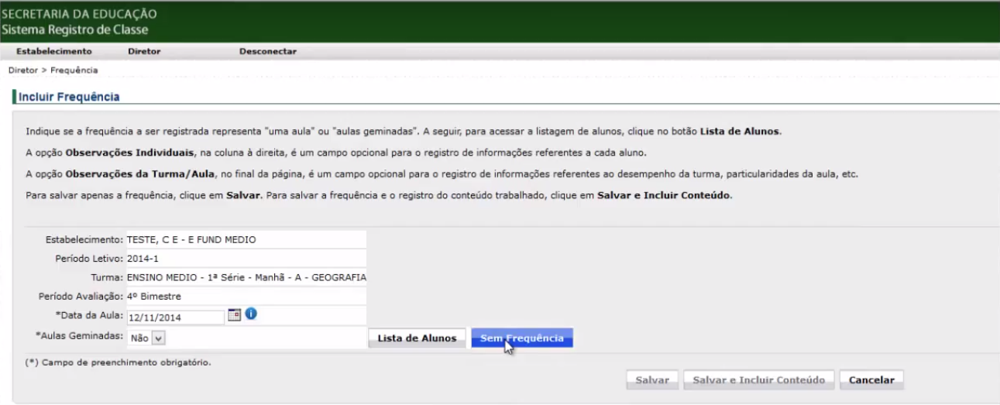 SECRETARIA DA EDUCAÇÃO
Sistema Registro de Classe
Estabelecimento Diretor Desconectar
Diretor > Frequência
Incluir Frequência
Indique se a frequência a ser registrada representa "uma aula" ou "aulas geminadas". A seguir, para acessar a listagem de alunos, clique no botão Lista de Alunos.
A opção Observações Individuais, na coluna à direita, é um campo opcional para o registro de informações referentes a cada aluno.
A opção Observações da Turma/Aula, no final da página, é um campo opcional para o registro de informações referentes ao desempenho da turma, particularidades da aula, etc.
Para salvar apenas a frequência, clique em Salvar. Para salvar a frequência e o registro do conteúdo trabalhado, clique em Salvar e Incluir Conteúdo.
Estabelecimento: TESTE, C E - E FUND MEDIO
Período Letivo: 2014-1
Turma: ENSINO MEDIO - 1ª Série - Manhã - A - GEOGRAFIA
Período Avaliação: 4º Bimestre
*Data da Aula: 12/11/2014
*Aulas Geminadas: Não Lista de Alunos Sem Frequência
(*) Campo de preenchimento obrigatório.
Salvar Salvar e Incluir Conteúdo Cancelar